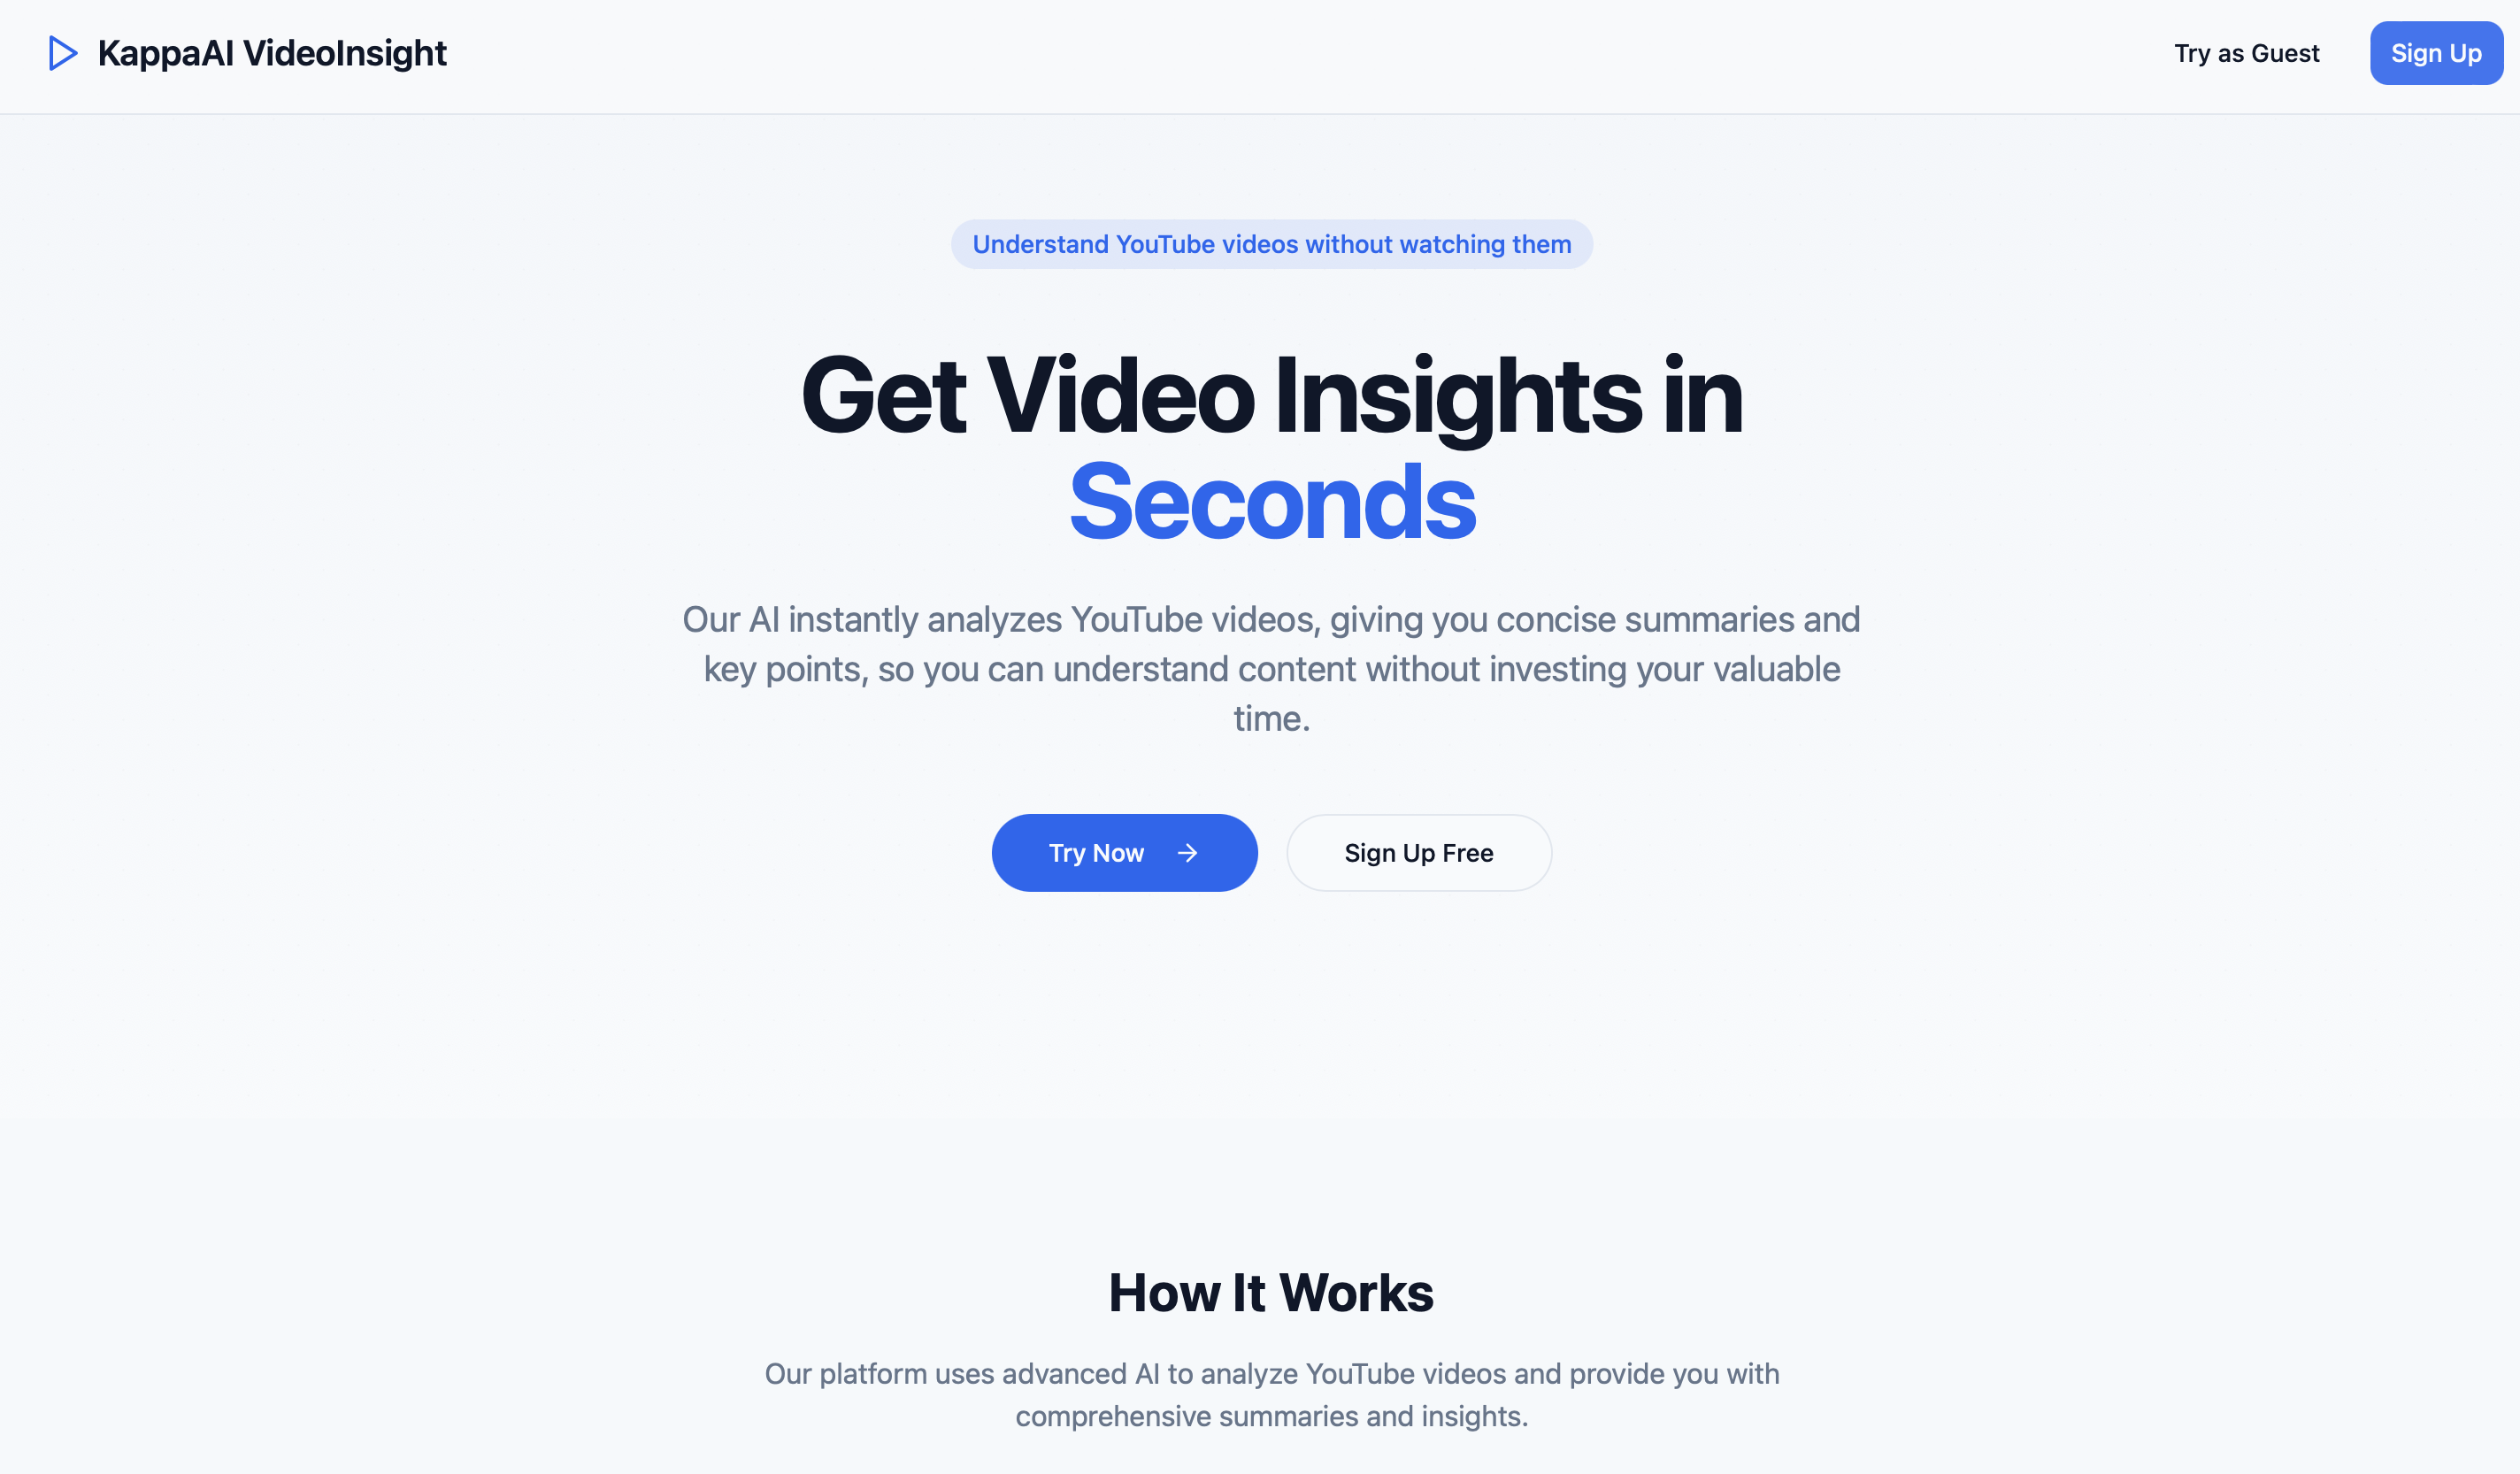 KappaAI VideoInsight
Try as Guest
Sign Up
Understand YouTube videos without watching them
Get Video Insights in
Seconds
Our AI instantly analyzes YouTube videos, giving you concise summaries and
key points, so you can understand content without investing your valuable
time.
Try Now
Sign Up Free
How It Works
Our platform uses advanced AI to analyze YouTube videos and provide you with
comprehensive summaries and insights.